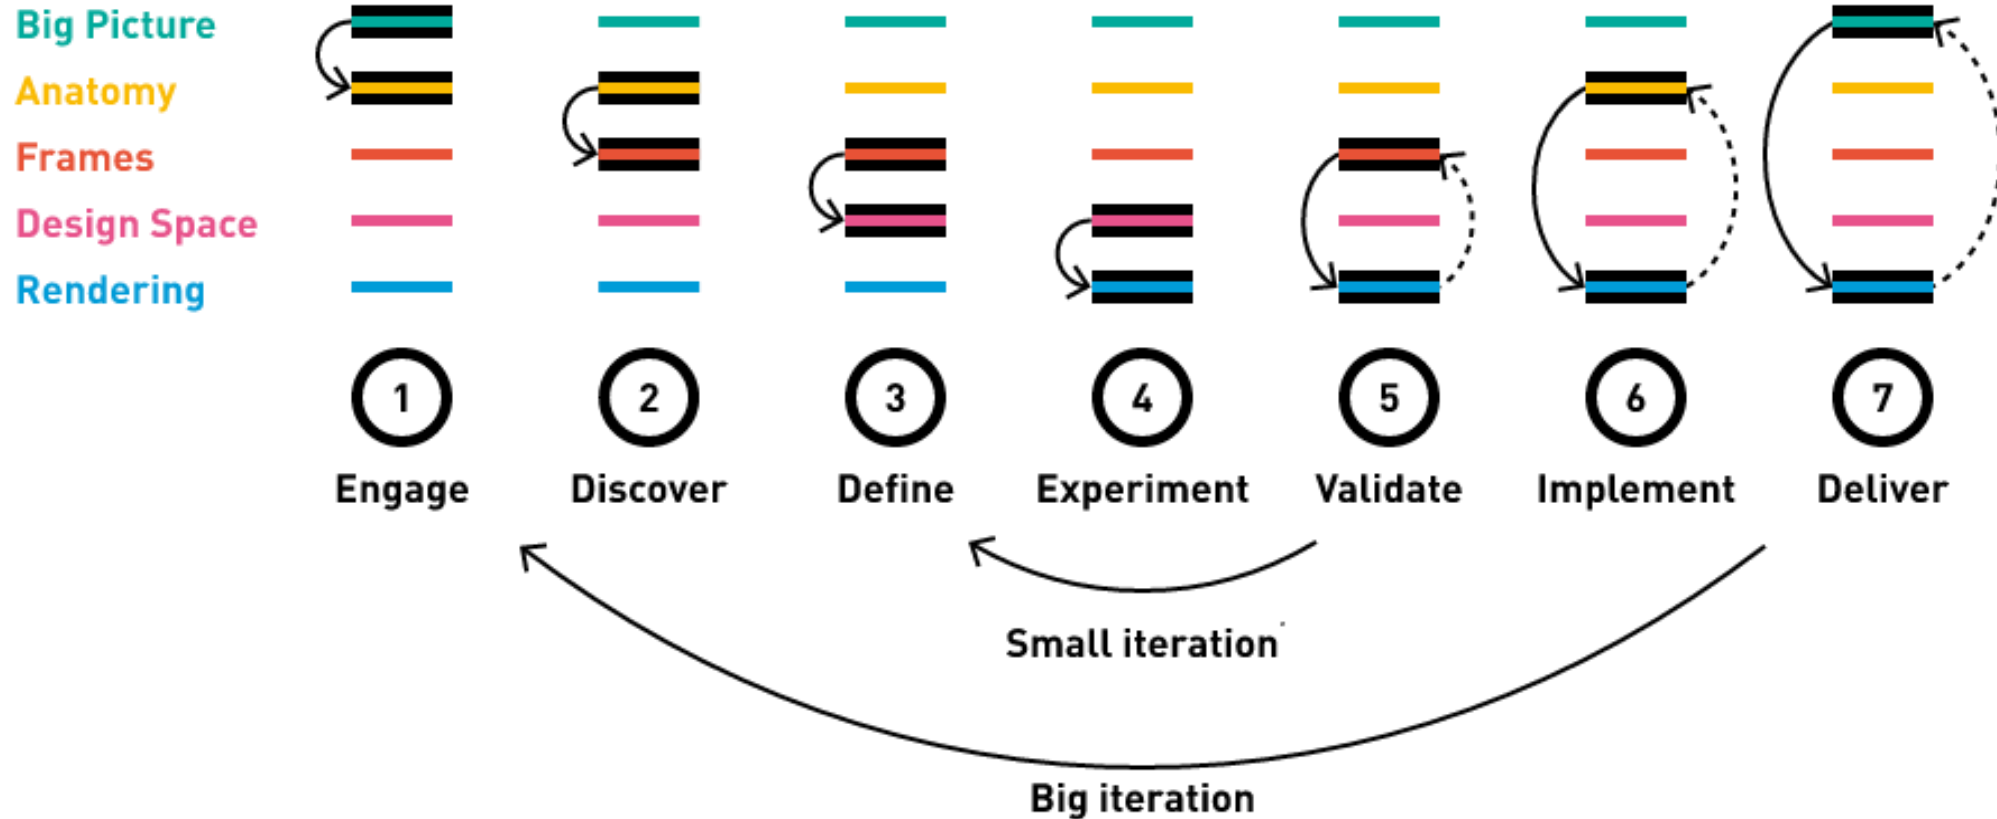 Big Picture
Anatomy
Frames
Design Space
Rendering
1 2 3 4 5 6 7
Engage Discover Define Experiment Validate Implement Deliver
Small iteration
Big iteration